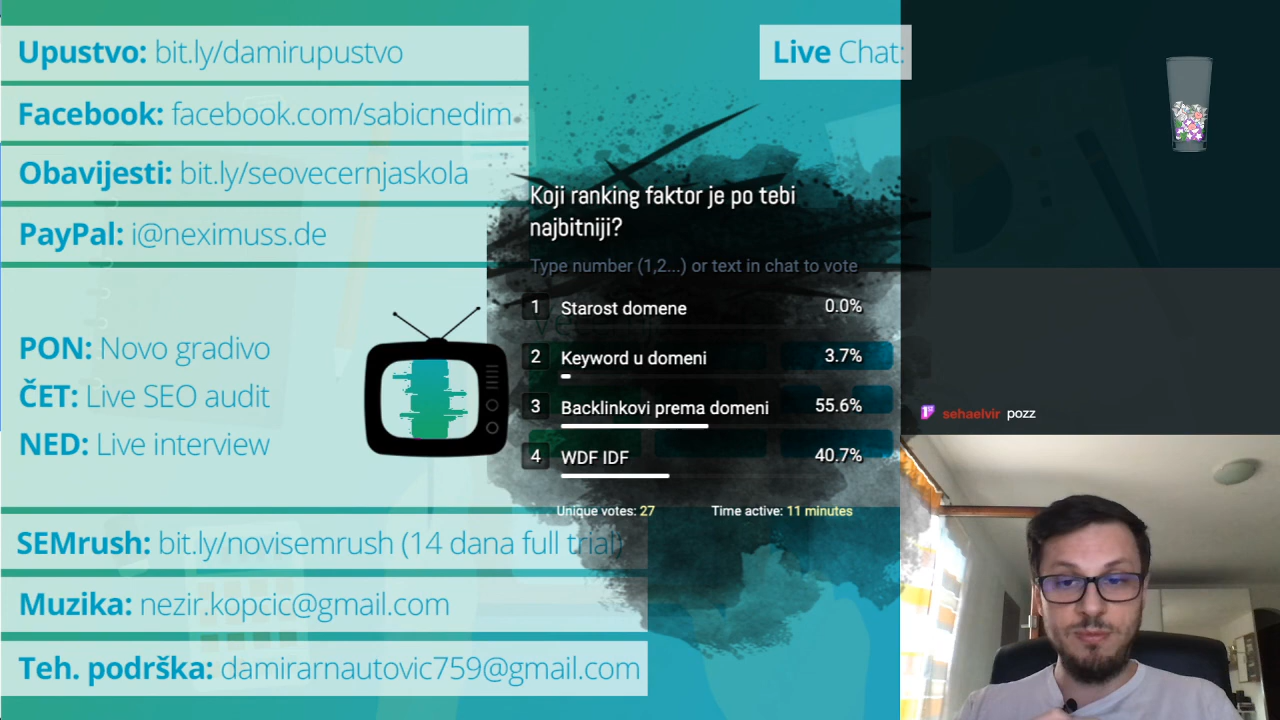 Upustvo: bit.ly/damirupustvo
Live Chat:
Facebook: facebook.com/sabicnedim
Obavijesti: bit.ly/seovecernjaskola
PayPal: i@neximuss.de
Koji ranking faktor je po tebi
najbitniji?
Type number (1,2...) or text in chat to vote
1 Starost domene 0.0%
2 Keyword u domeni 3.7%
3 Backlinkovi prema domeni 55.6%
4 WDF IDF 40.7%
Unique votes: 27 Time active: 11 minutes
PON: Novo gradivo
ČET: Live SEO audit
NED: Live interview
sehaelvir pozz
SEMrush: bit.ly/novisemrush (14 dana full trial)
Muzika: nezir.kopcic@gmail.com
Teh. podrška: damirarnautovic759@gmail.com